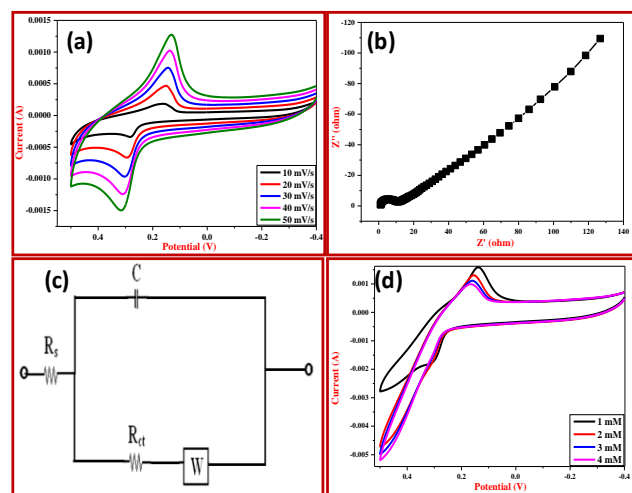 (a)
0.0015
0.0010
0.0005
0.0000
-0.0005
-0.0010
-0.0015
Current (A)
10 mV/s
20 mV/s
30 mV/s
40 mV/s
50 mV/s
0.4 0.2 0.0 -0.2 -0.4
Potential (V)
(b)
-120
-100
-80
-60
-40
-20
-0
Z'' (ohm)
0 20 40 60 80 100 120 140
Z' (ohm)
(c)
C
Rs
Rct
W
(d)
0.001
0.000
-0.001
-0.002
-0.003
-0.004
-0.005
Current (A)
1 mM
2 mM
3 mM
4 mM
0.4 0.2 0.0 -0.2 -0.4
Potential (V)